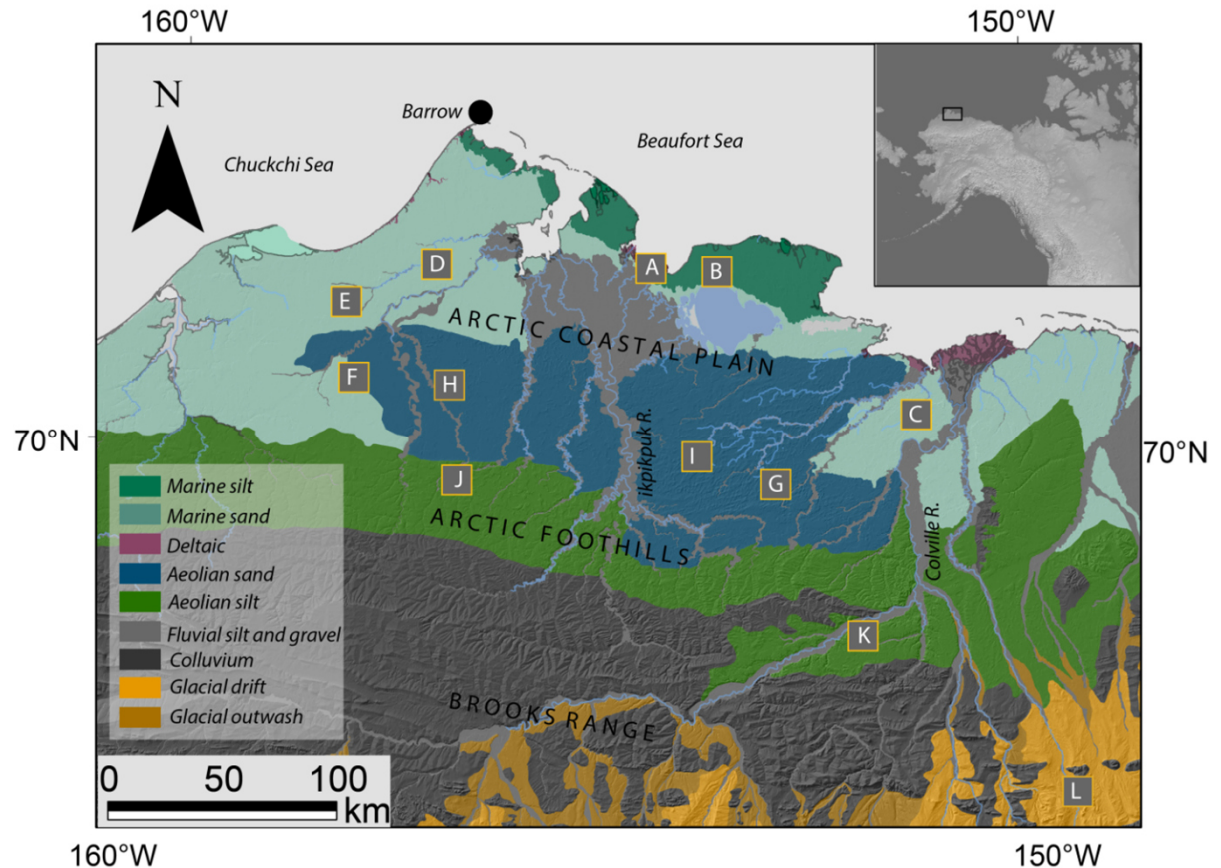 160°W
150°W
N
Barrow
Chuckchi Sea
Beaufort Sea
A
B
D
E
ARCTIC COASTAL PLAIN
F
H
C
70°N
70°N
I
ikpikpuk R.
G
J
Marine silt
Marine sand
Deltaic
Aeolian sand
Aeolian silt
Fluvial silt and gravel
Colluvium
Glacial drift
Glacial outwash
ARCTIC FOOTHILLS
Colville R.
K
BROOKS RANGE
0 50 100
km
L
160°W
150°W